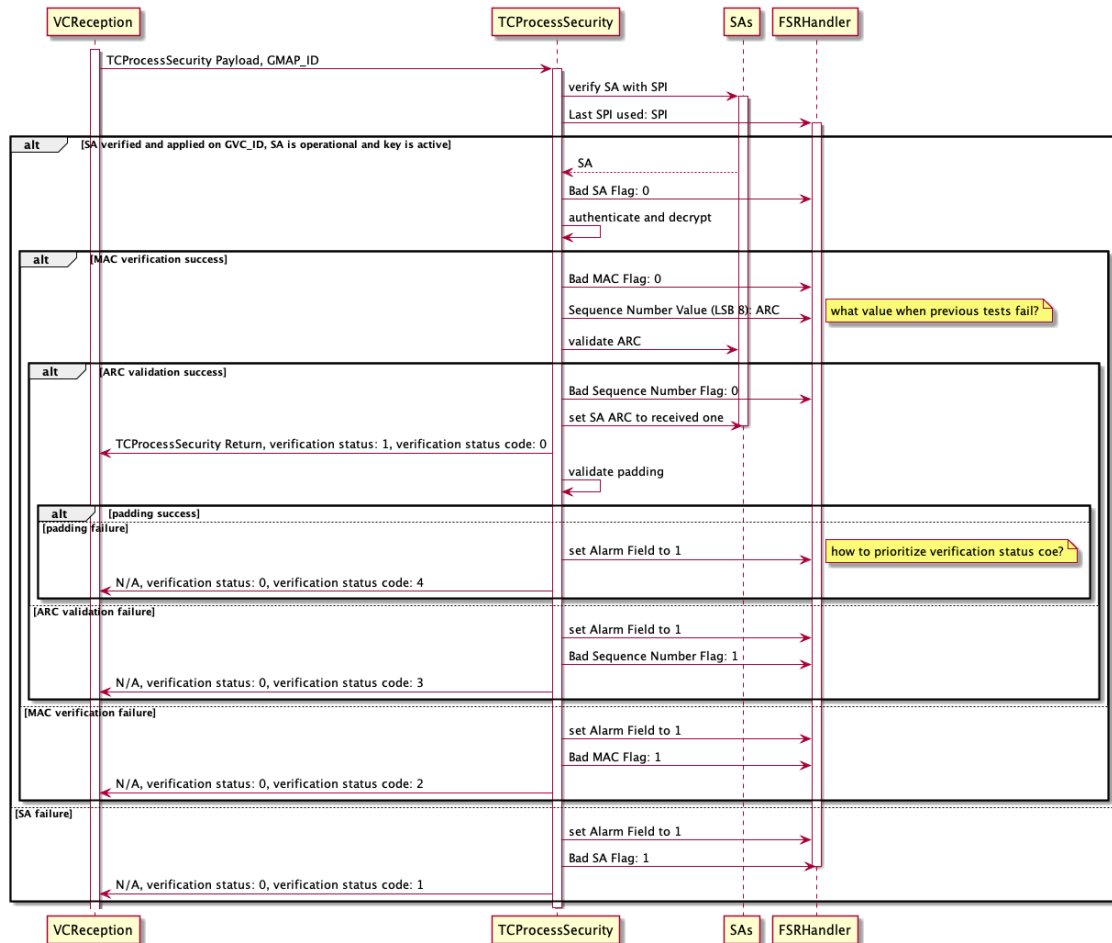 VCReception
TCProcessSecurity
SAs
FSRHandler
TCProcessSecurity Payload, GMAP_ID
verify SA with SPI
Last SPI used: SPI
alt
[SA verified and applied on GVC_ID, SA is operational and key is active]
SA
Bad SA Flag: 0
authenticate and decrypt
alt
[MAC verification success]
Bad MAC Flag: 0
Sequence Number Value (LSB 8): ARC
what value when previous tests fail?
validate ARC
alt
[ARC validation success]
Bad Sequence Number Flag: 0
set SA ARC to received one
TCProcessSecurity Return, verification status: 1, verification status code: 0
validate padding
alt
[padding success]
[padding failure]
set Alarm Field to 1
how to prioritize verification status coe?
N/A, verification status: 0, verification status code: 4
[ARC validation failure]
set Alarm Field to 1
Bad Sequence Number Flag: 1
N/A, verification status: 0, verification status code: 3
[MAC verification failure]
set Alarm Field to 1
Bad MAC Flag: 1
N/A, verification status: 0, verification status code: 2
[SA failure]
set Alarm Field to 1
Bad SA Flag: 1
N/A, verification status: 0, verification status code: 1
VCReception
TCProcessSecurity
SAs
FSRHandler